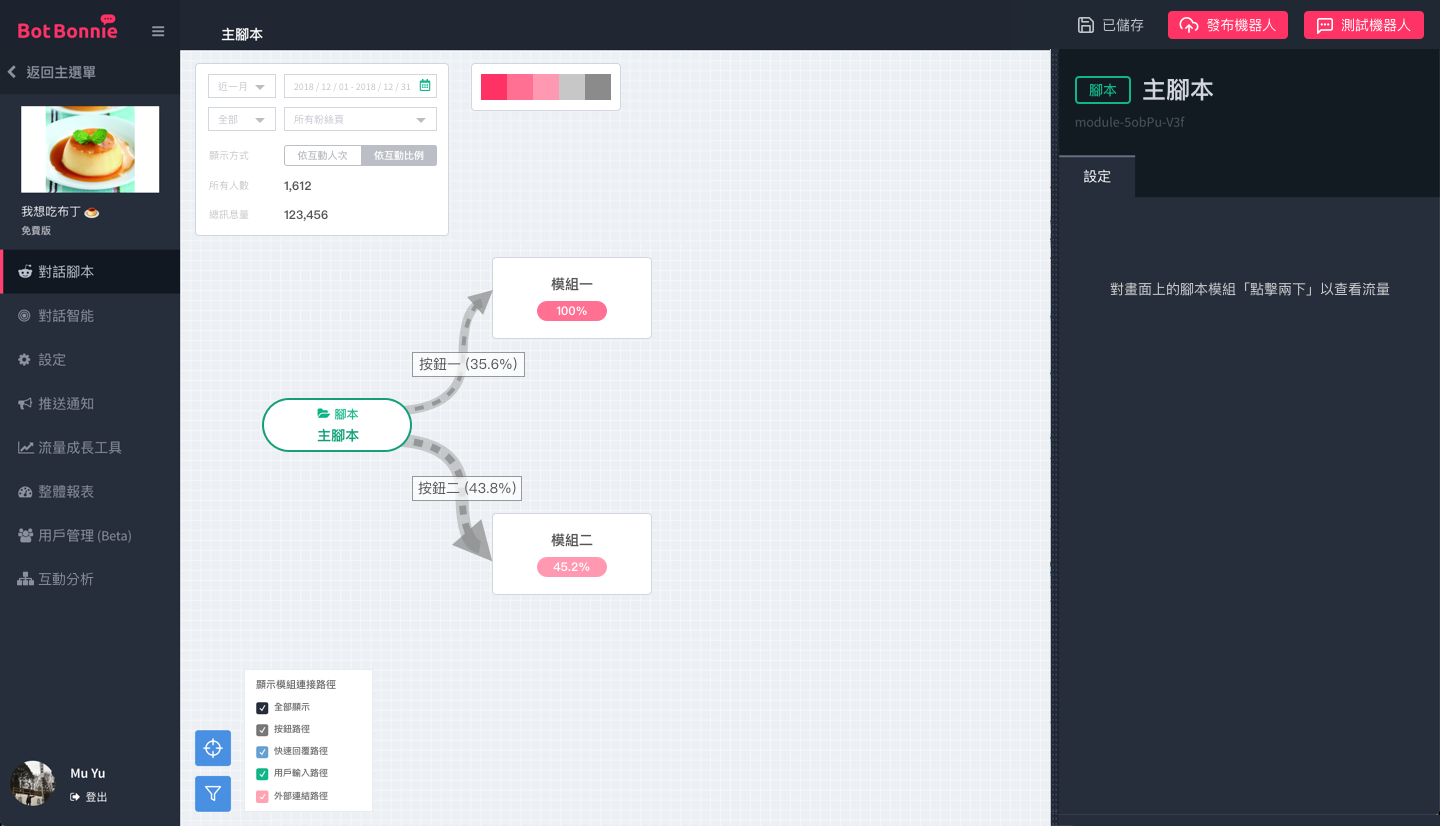 BotBonnie
主腳本
已儲存
發布機器人
測試機器人
返回主選單
我想吃布丁
免費版
對話腳本
對話智能
設定
推送通知
流量成長工具
整體報表
用戶管理 (Beta)
互動分析
Mu Yu
登出
近一月
2018 / 12 / 01 - 2018 / 12 / 31
全部
所有粉絲頁
顯示方式
依互動人次
依互動比例
所有人數
1,612
總訊息量
123,456
模組一
100%
按鈕一 (35.6%)
腳本
主腳本
按鈕二 (43.8%)
模組二
45.2%
顯示模組連接路徑
全部顯示
按鈕路徑
快速回覆路徑
用戶輸入路徑
外部連結路徑
腳本
主腳本
module-5obPu-V3f
設定
對畫面上的腳本模組「點擊兩下」以查看流量